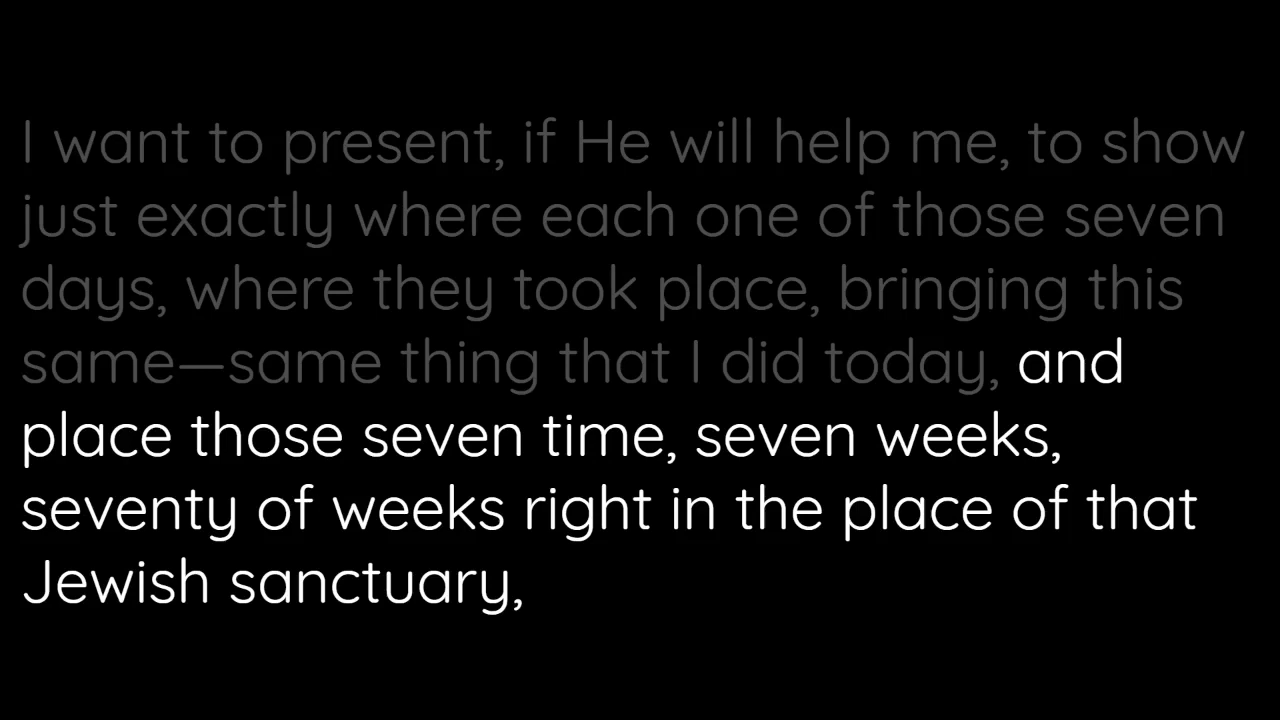 I want to present, if He will help me, to show
just exactly where each one of those seven
days, where they took place, bringing this
same—same thing that I did today, and
place those seven time, seven weeks,
seventy of weeks right in the place of that
Jewish sanctuary,